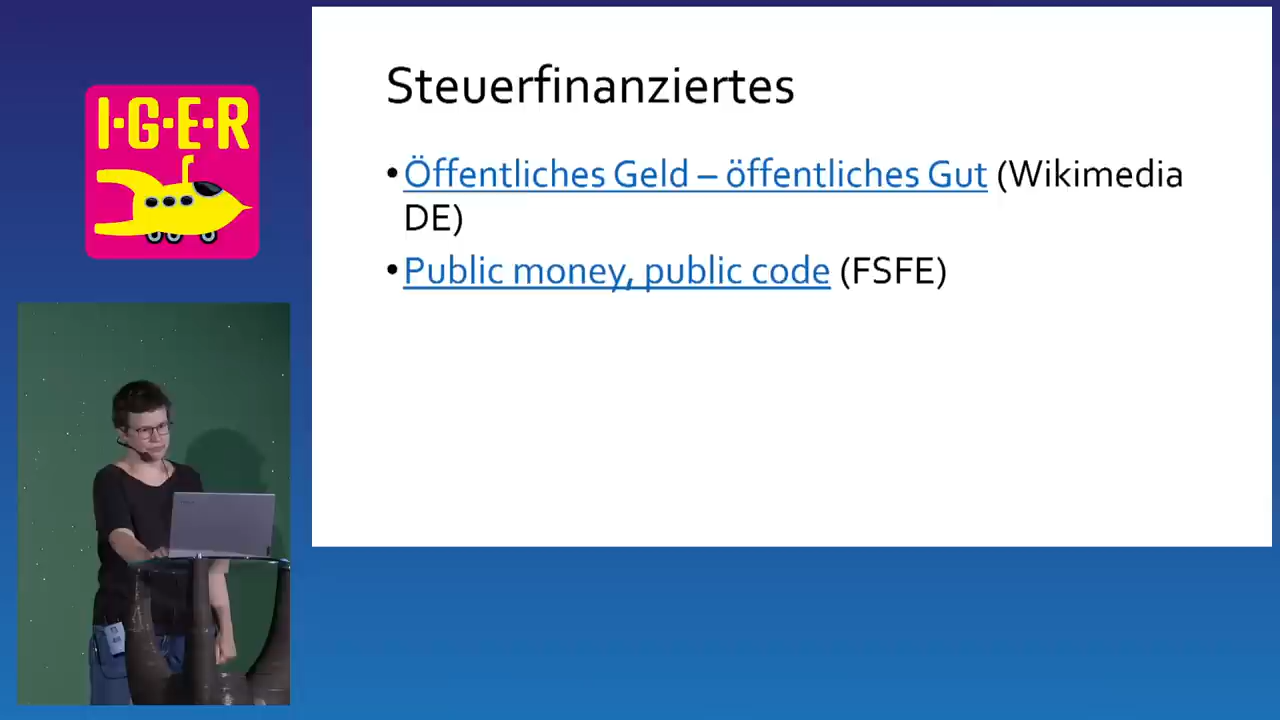 I·G·E·R
Steuerfinanziertes
•Öffentliches Geld – öffentliches Gut (Wikimedia
DE)
•Public money, public code (FSFE)